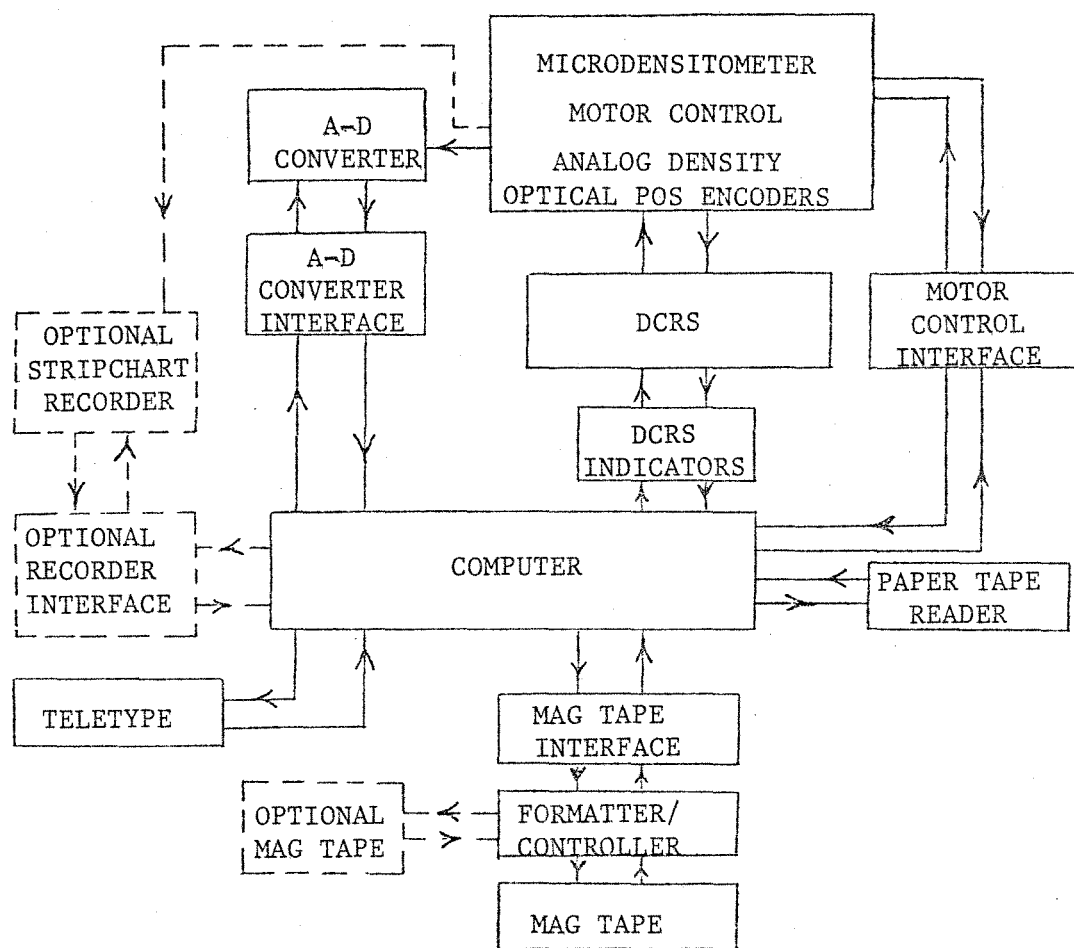 MICRODENSITOMETER
MOTOR CONTROL
ANALOG DENSITY
OPTICAL POS ENCODERS
A-D
CONVERTER
A-D
CONVERTER
INTERFACE
OPTIONAL
STRIPCHART
RECORDER
DCRS
MOTOR
CONTROL
INTERFACE
DCRS
INDICATORS
OPTIONAL
RECORDER
INTERFACE
COMPUTER
PAPER TAPE
READER
TELETYPE
MAG TAPE
INTERFACE
OPTIONAL
MAG TAPE
FORMATTER/
CONTROLLER
MAG TAPE